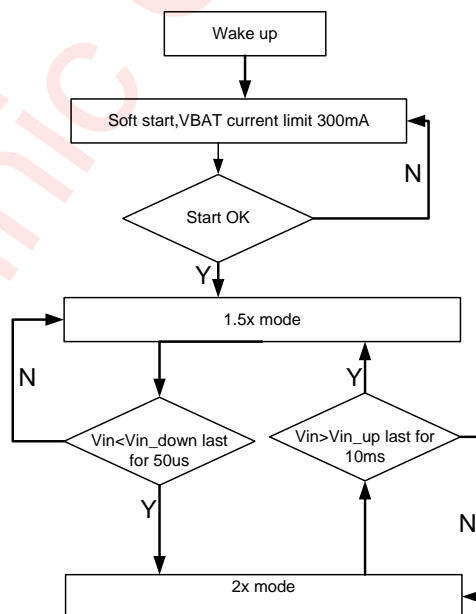 Wake up
Soft start,VBAT current limit 300mA
N
Start OK
Y
1.5x mode
N
Y
Vin<Vin_down last
for 50us
Vin>Vin_up last for
10ms
Y
N
2x mode
nic